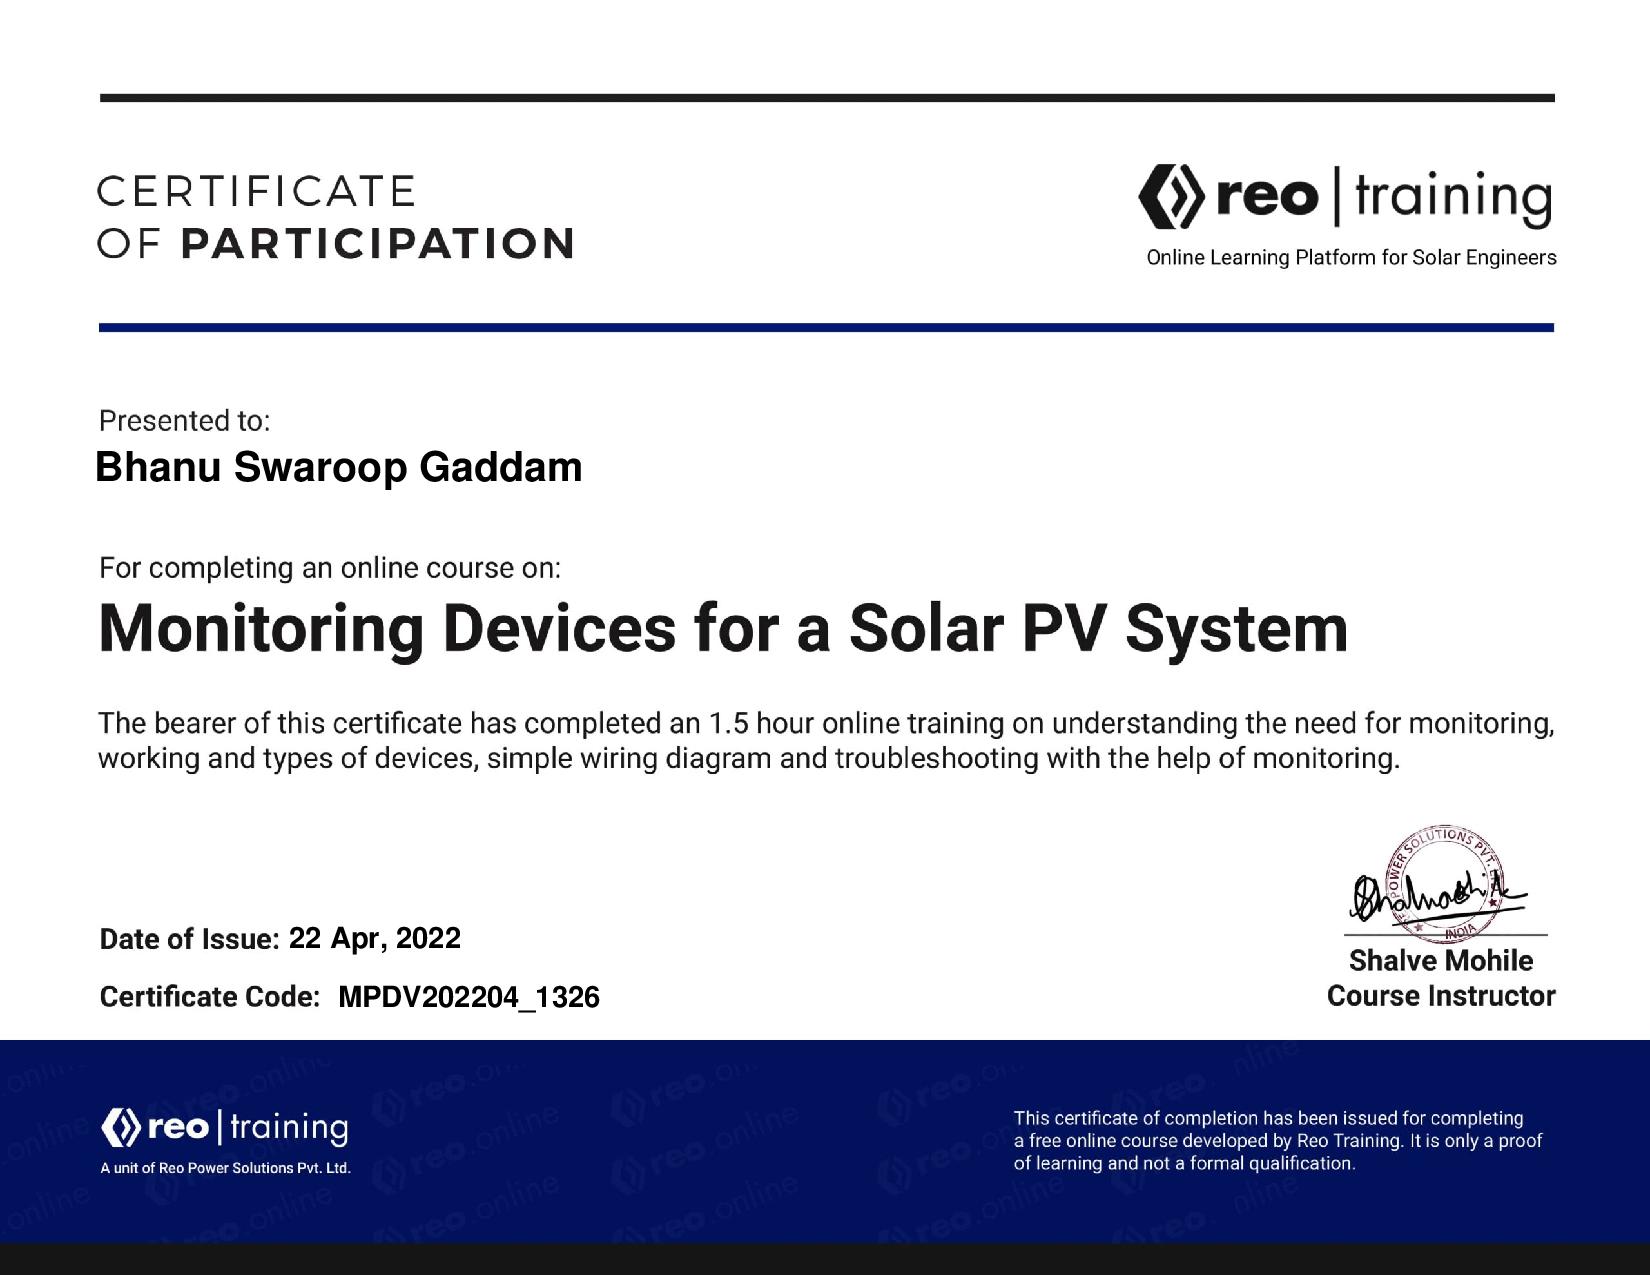 CERTIFICATE
OF PARTICIPATION
reo | training
Online Learning Platform for Solar Engineers
Presented to:
Bhanu Swaroop Gaddam
For completing an online course on:
Monitoring Devices for a Solar PV System
The bearer of this certificate has completed an 1.5 hour online training on understanding the need for monitoring,
working and types of devices, simple wiring diagram and troubleshooting with the help of monitoring.
POWER SOLUTIONS PVT.
INDIA
Date of Issue: 22 Apr, 2022
Certificate Code: MPDV202204_1326
Shalve Mohile
Course Instructor
reo | training
A unit of Reo Power Solutions Pvt. Ltd.
This certificate of completion has been issued for completing
a free online course developed by Reo Training. It is only a proof
of learning and not a formal qualification.
reo.online